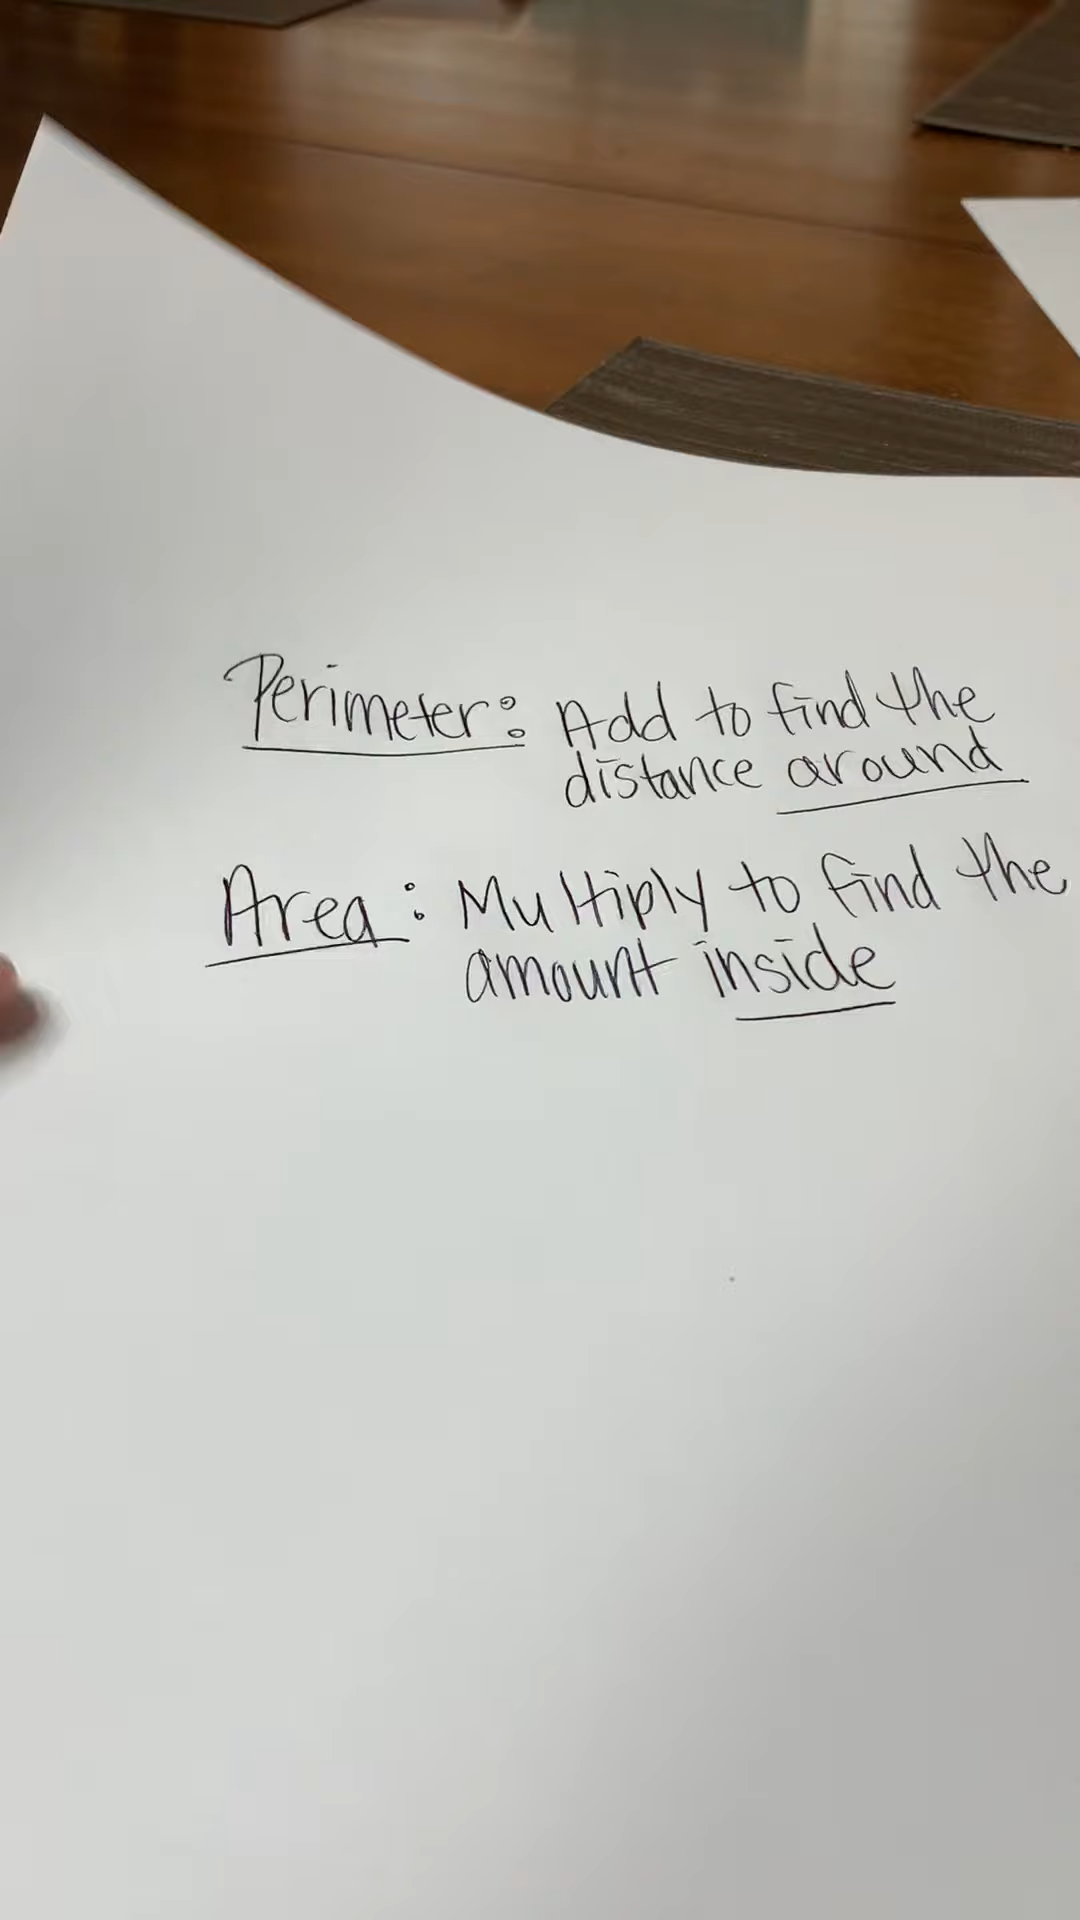 Perimeter: Add to find the
distance around
Area: Multiply to find the
amount inside